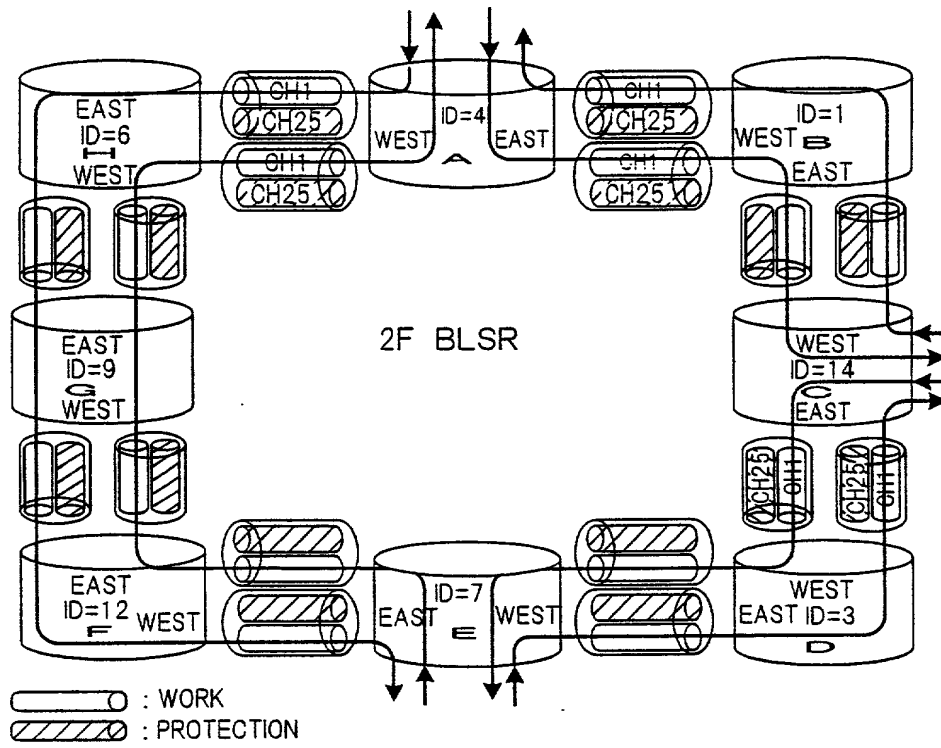 EAST
ID=6
H
WEST
CH1
CH25
CH1
CH25
WEST
ID=4
A
EAST
CH1
CH25
CH1
CH25
ID=1
WEST
B
EAST
EAST
ID=9
G
WEST
2F BLSR
WEST
ID=14
C
EAST
CH25
CH1
CH25
CH1
EAST
ID=12
F
WEST
ID=7
EAST
WEST
E
WEST
EAST
ID=3
D
: WORK
: PROTECTION